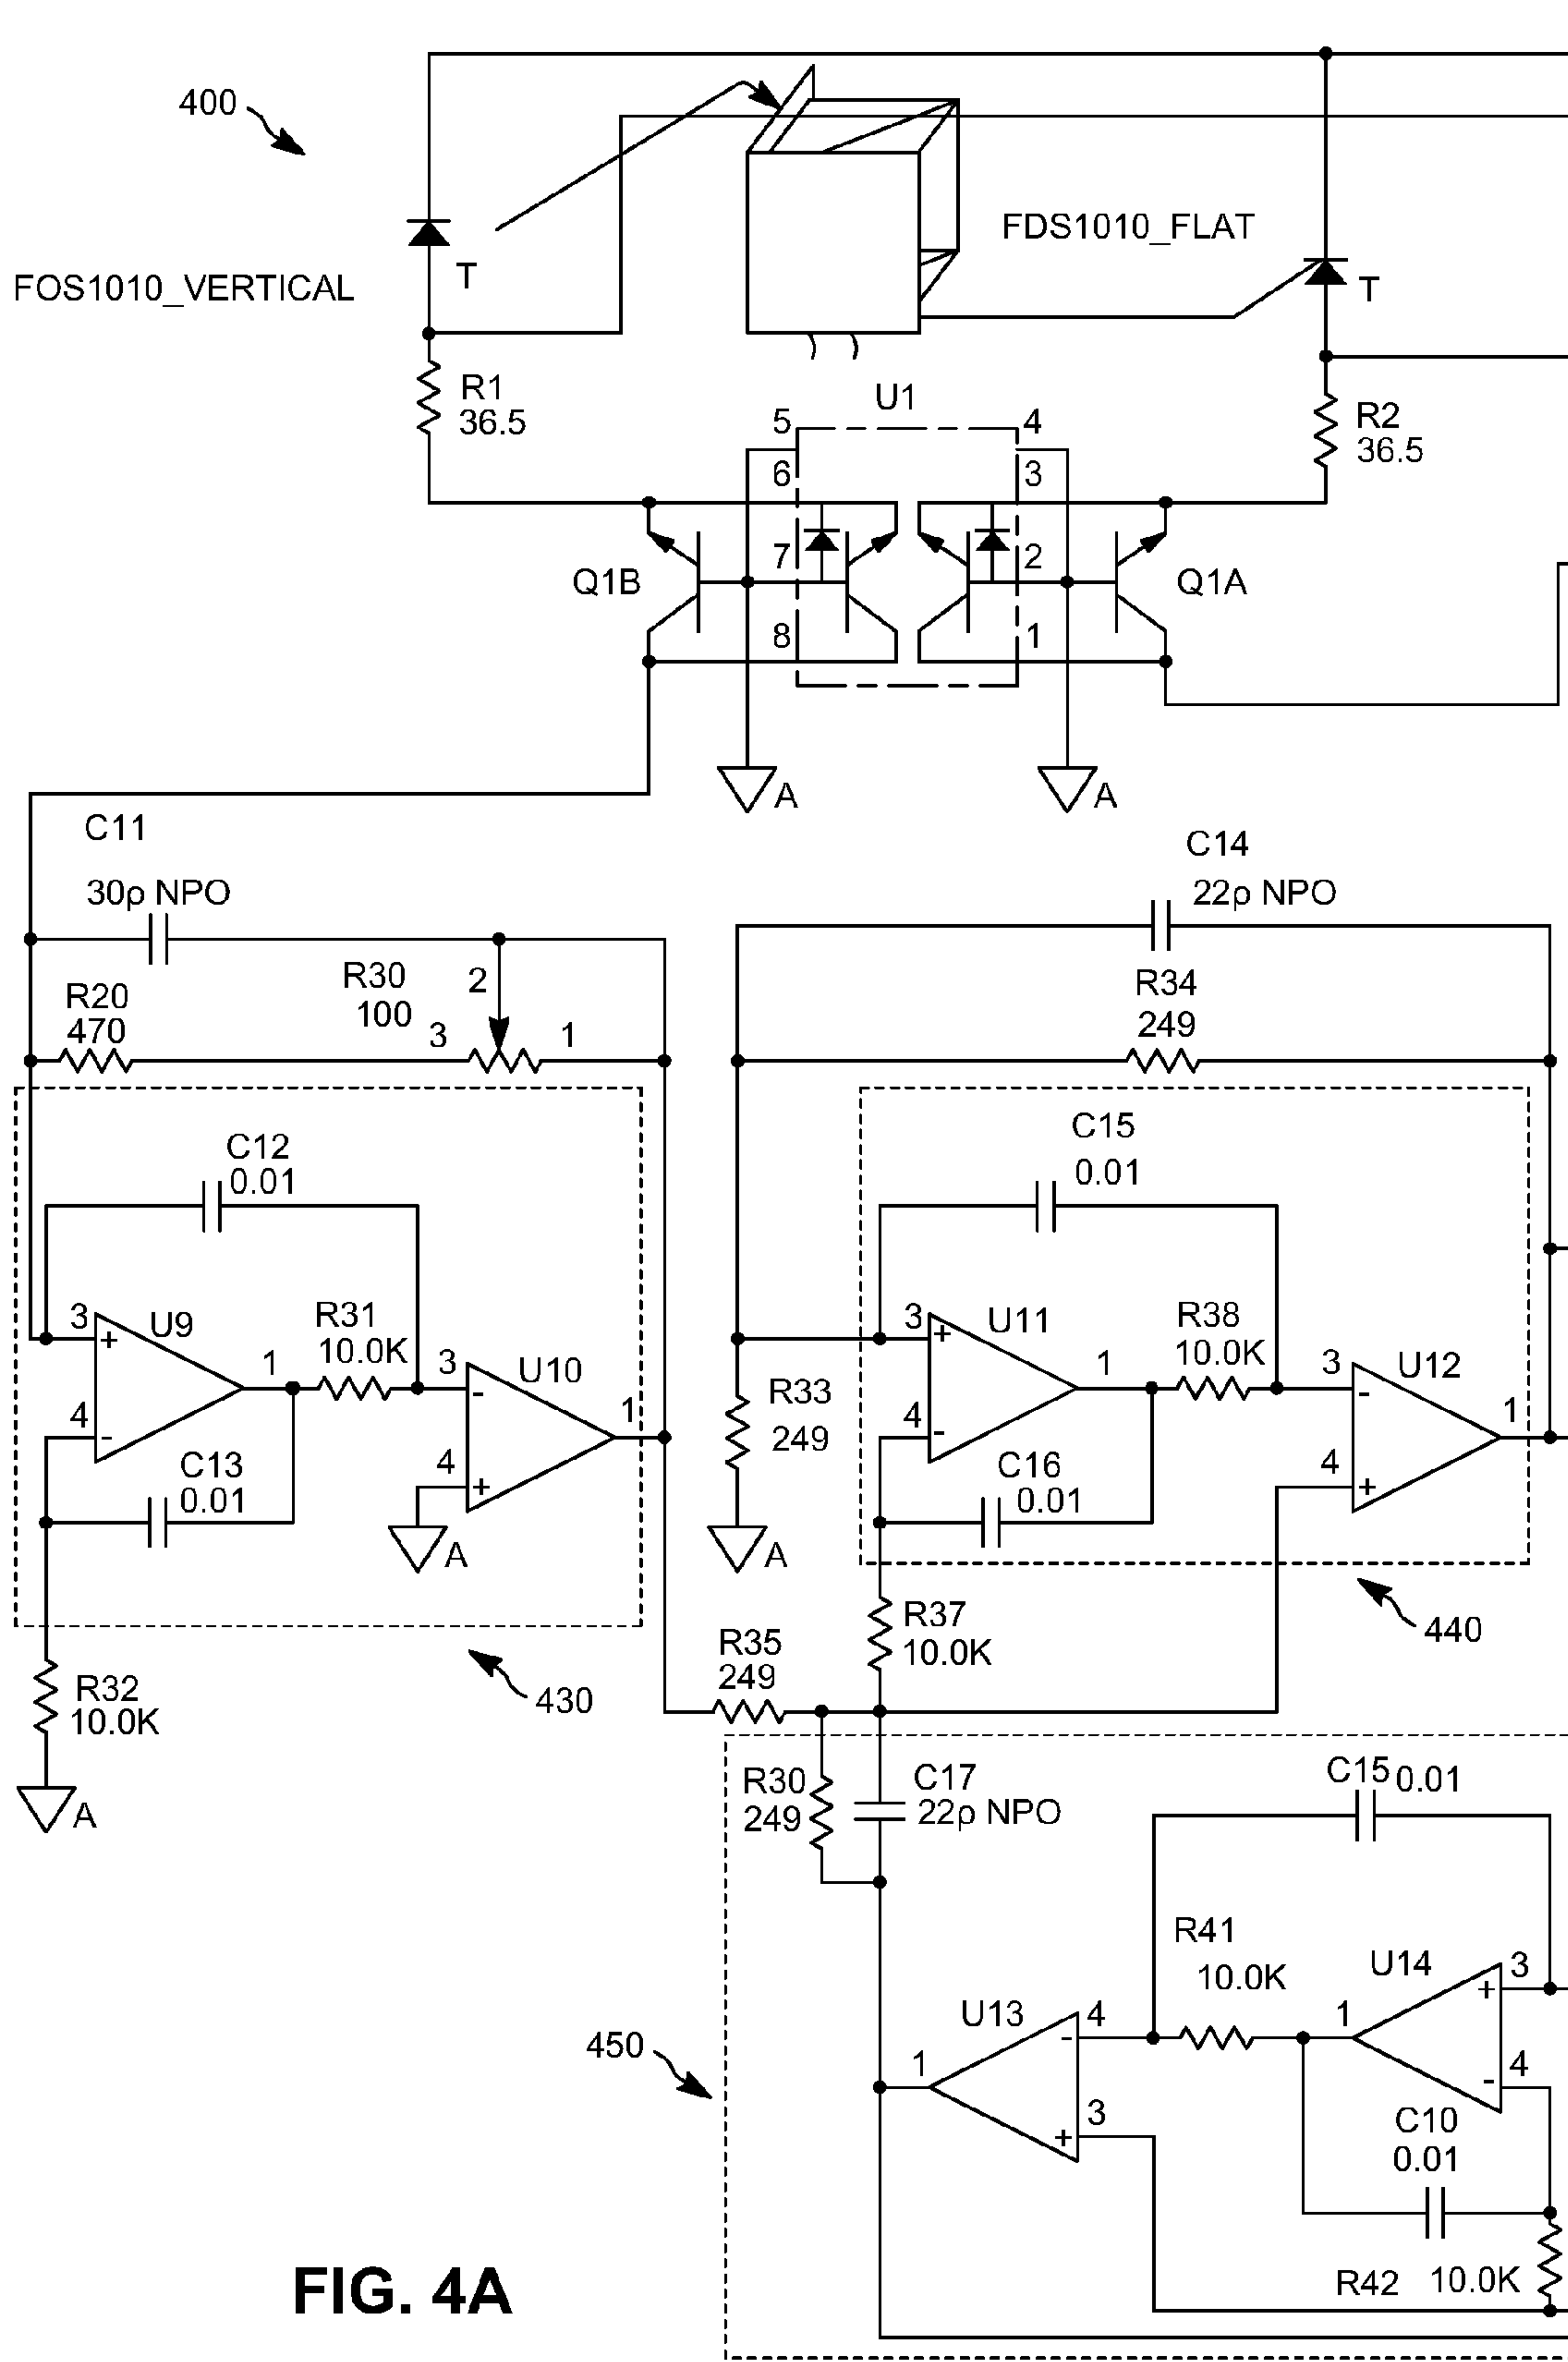 400
FOS1010_VERTICAL
T
FDS1010_FLAT
T
R1
36.5
R2
36.5
U1
5
4
6
3
7
2
8
1
Q1B
Q1A
A
A
C11
30p NPO
C14
22p NPO
R20
470
R30
100
2
3
1
R34
249
C12
0.01
C15
0.01
3
+
U9
4
-
1
R31
10.0K
3
-
U10
4
+
1
C13
0.01
A
R32
10.0K
A
430
R33
249
A
3
+
U11
4
-
1
R38
10.0K
3
-
U12
4
+
1
C16
0.01
R37
10.0K
440
R35
249
R30
249
C17
22p NPO
C15 0.01
R41
10.0K
U14
3
+
4
-
1
U13
4
-
3
+
1
450
C10
0.01
R42 10.0K
FIG. 4A